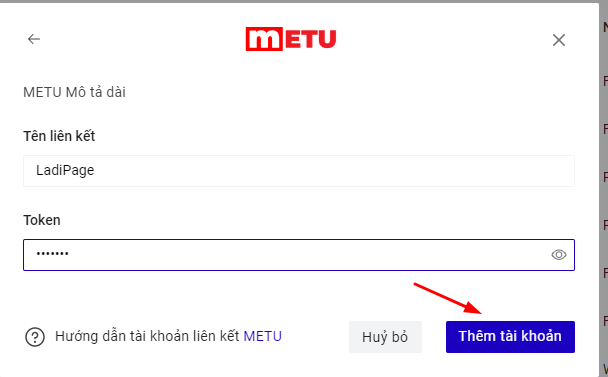 METU
METU Mô tả dài
Tên liên kết
LadiPage
Token
•••••••
Hướng dẫn tài khoản liên kết METU
Huỷ bỏ
Thêm tài khoản